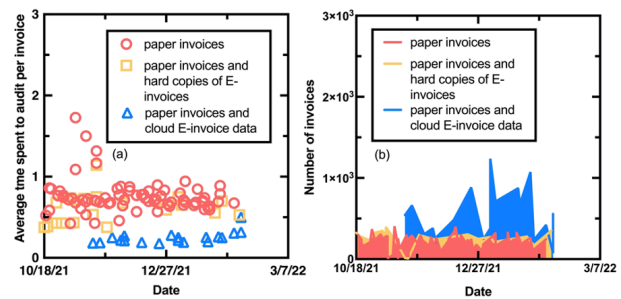 Average tme spent to audit per invoice
3
2
1
0
paper invoices
paper invoices and
hard copies of E-
invoices
paper invoices and
cloud E-invoice data
(a)
10/18/21
12/27/21
3/7/22
Date
Number of invoices
3×10³
2×10³
1×10³
0
paper invoices
paper invoices and
hard copies of E-
invoices
paper invoices and
cloud E-invoice data
(b)
10/18/21
12/27/21
3/7/22
Date